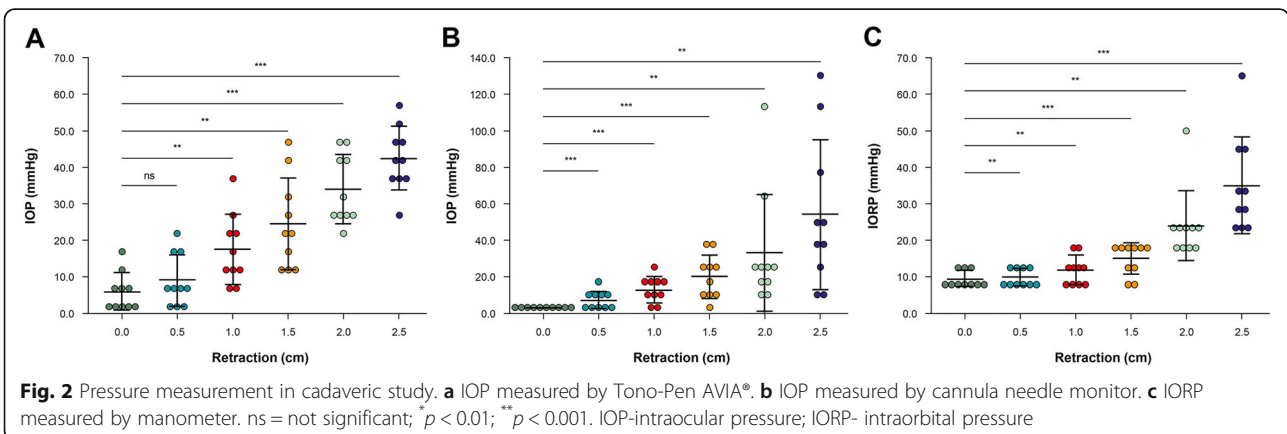 A
70.0
60.0
50.0
40.0
30.0
20.0
10.0
0.0
IOP (mmHg)
***
***
**
**
ns
0.0 0.5 1.0 1.5 2.0 2.5
Retraction (cm)
B
140.0
120.0
100.0
80.0
60.0
40.0
20.0
0.0
IOP (mmHg)
**
**
***
***
***
0.0 0.5 1.0 1.5 2.0 2.5
Retraction (cm)
C
70.0
60.0
50.0
40.0
30.0
20.0
10.0
0.0
IORP (mmHg)
***
**
***
**
**
0.0 0.5 1.0 1.5 2.0 2.5
Retraction (cm)
Fig. 2 Pressure measurement in cadaveric study. a IOP measured by Tono-Pen AVIA®. b IOP measured by cannula needle monitor. c IORP
measured by manometer. ns = not significant; *p < 0.01; **p < 0.001. IOP-intraocular pressure; IORP- intraorbital pressure